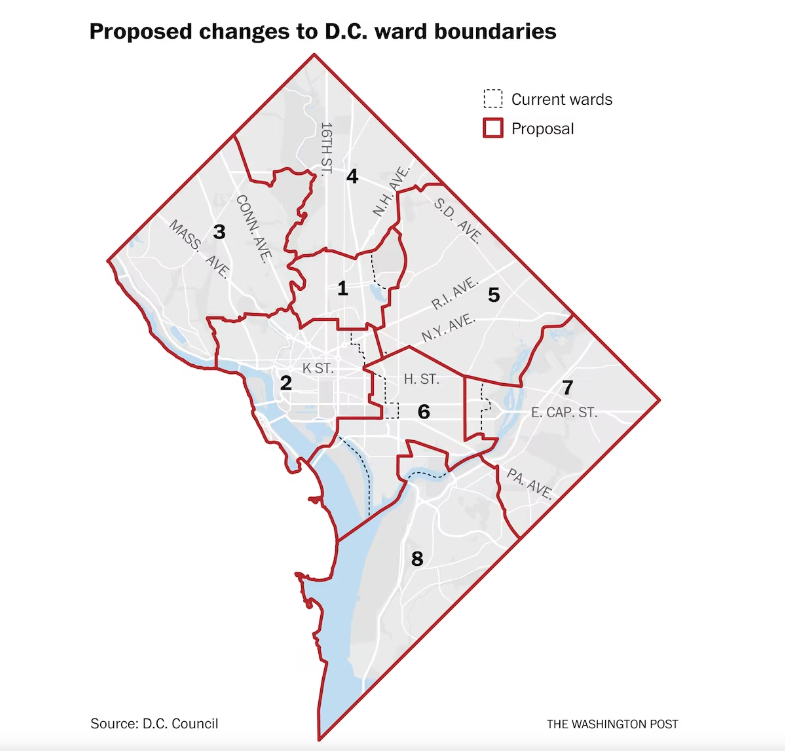 Proposed changes to D.C. ward boundaries
Current wards
Proposal
16TH ST.
4
N.H. AVE.
S.D. AVE.
3
CONN. AVE.
MASS. AVE.
1
R.I. AVE.
5
N.Y. AVE.
K ST.
2
H. ST.
6
7
E. CAP. ST.
PA. AVE.
8
Source: D.C. Council
THE WASHINGTON POST